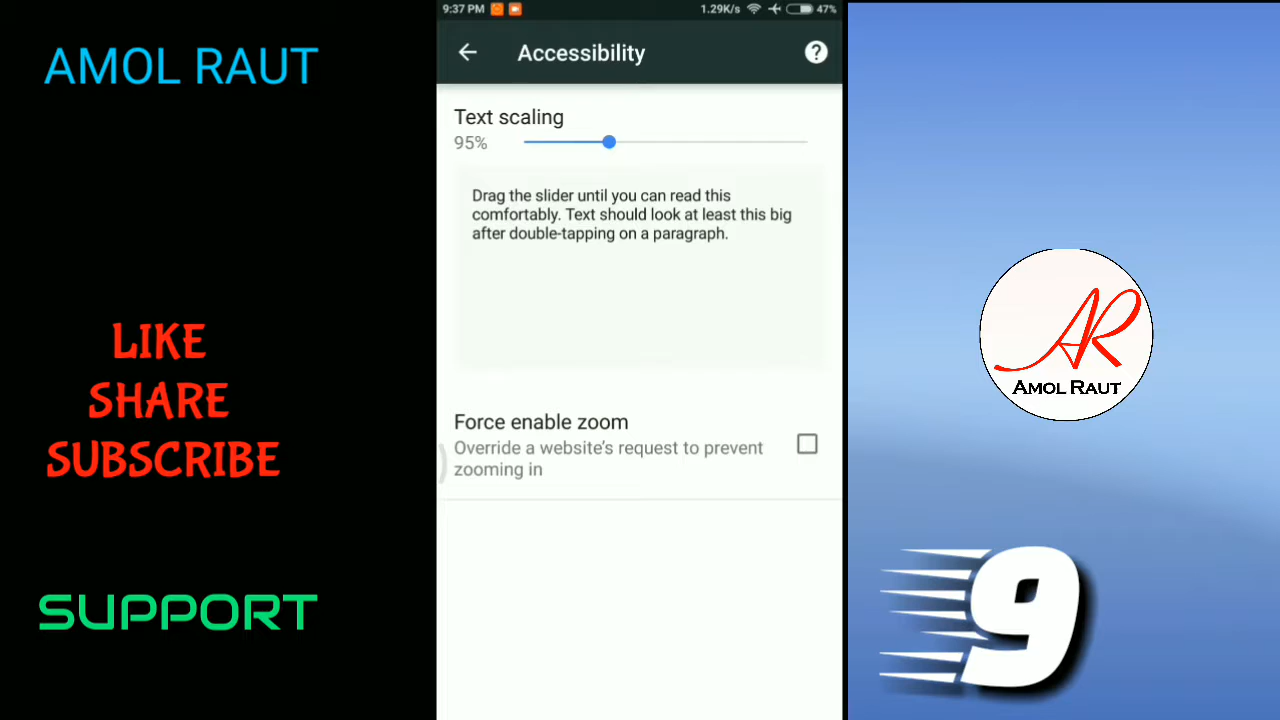 AMOL RAUT
LIKE
SHARE
SUBSCRIBE
SUPPORT
9:37 PM 1.29K/s 47%
Accessibility
Text scaling
95%
Drag the slider until you can read this
comfortably. Text should look at least this big
after double-tapping on a paragraph.
Force enable zoom
Override a website’s request to prevent
zooming in
AR
AMOL RAUT
9